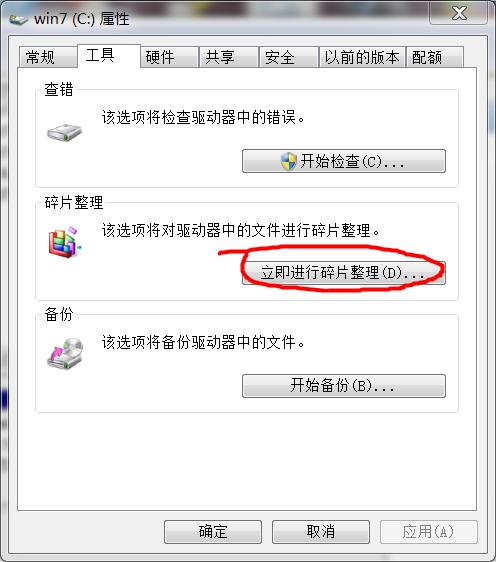 win7 (C:) 属性
常规 工具 硬件 共享 安全 以前的版本 配额
查错
该选项将检查驱动器中的错误。
开始检查(C)...
碎片整理
该选项将对驱动器中的文件进行碎片整理。
立即进行碎片整理(D)...
备份
该选项将备份驱动器中的文件。
开始备份(B)...
确定 取消 应用(A)